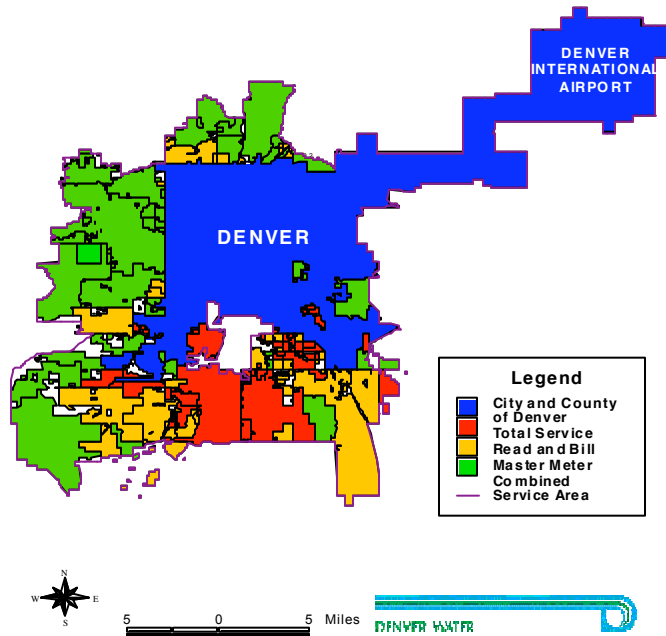 DENVER
INTERNATIONAL
AIRPORT
DENVER
Legend
City and County
of Denver
Total Service
Read and Bill
Master Meter
Combined
Service Area
N
W E
S
5 0 5 Miles
DENVER WATER